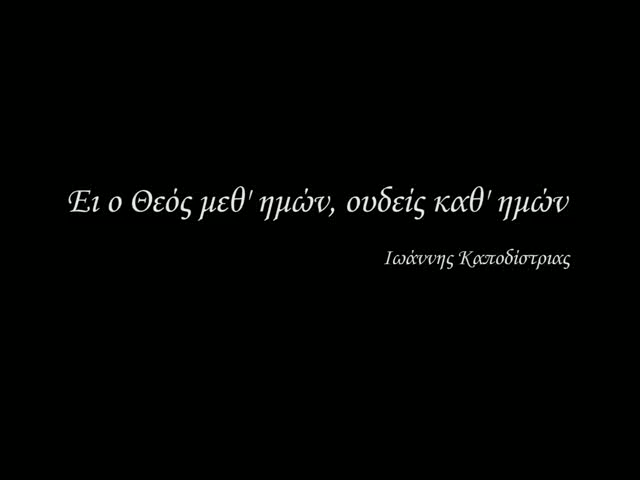 Ει ο Θεός μεθ' ημών, ουδείς καθ' ημών
Ιωάννης Καποδίστριας